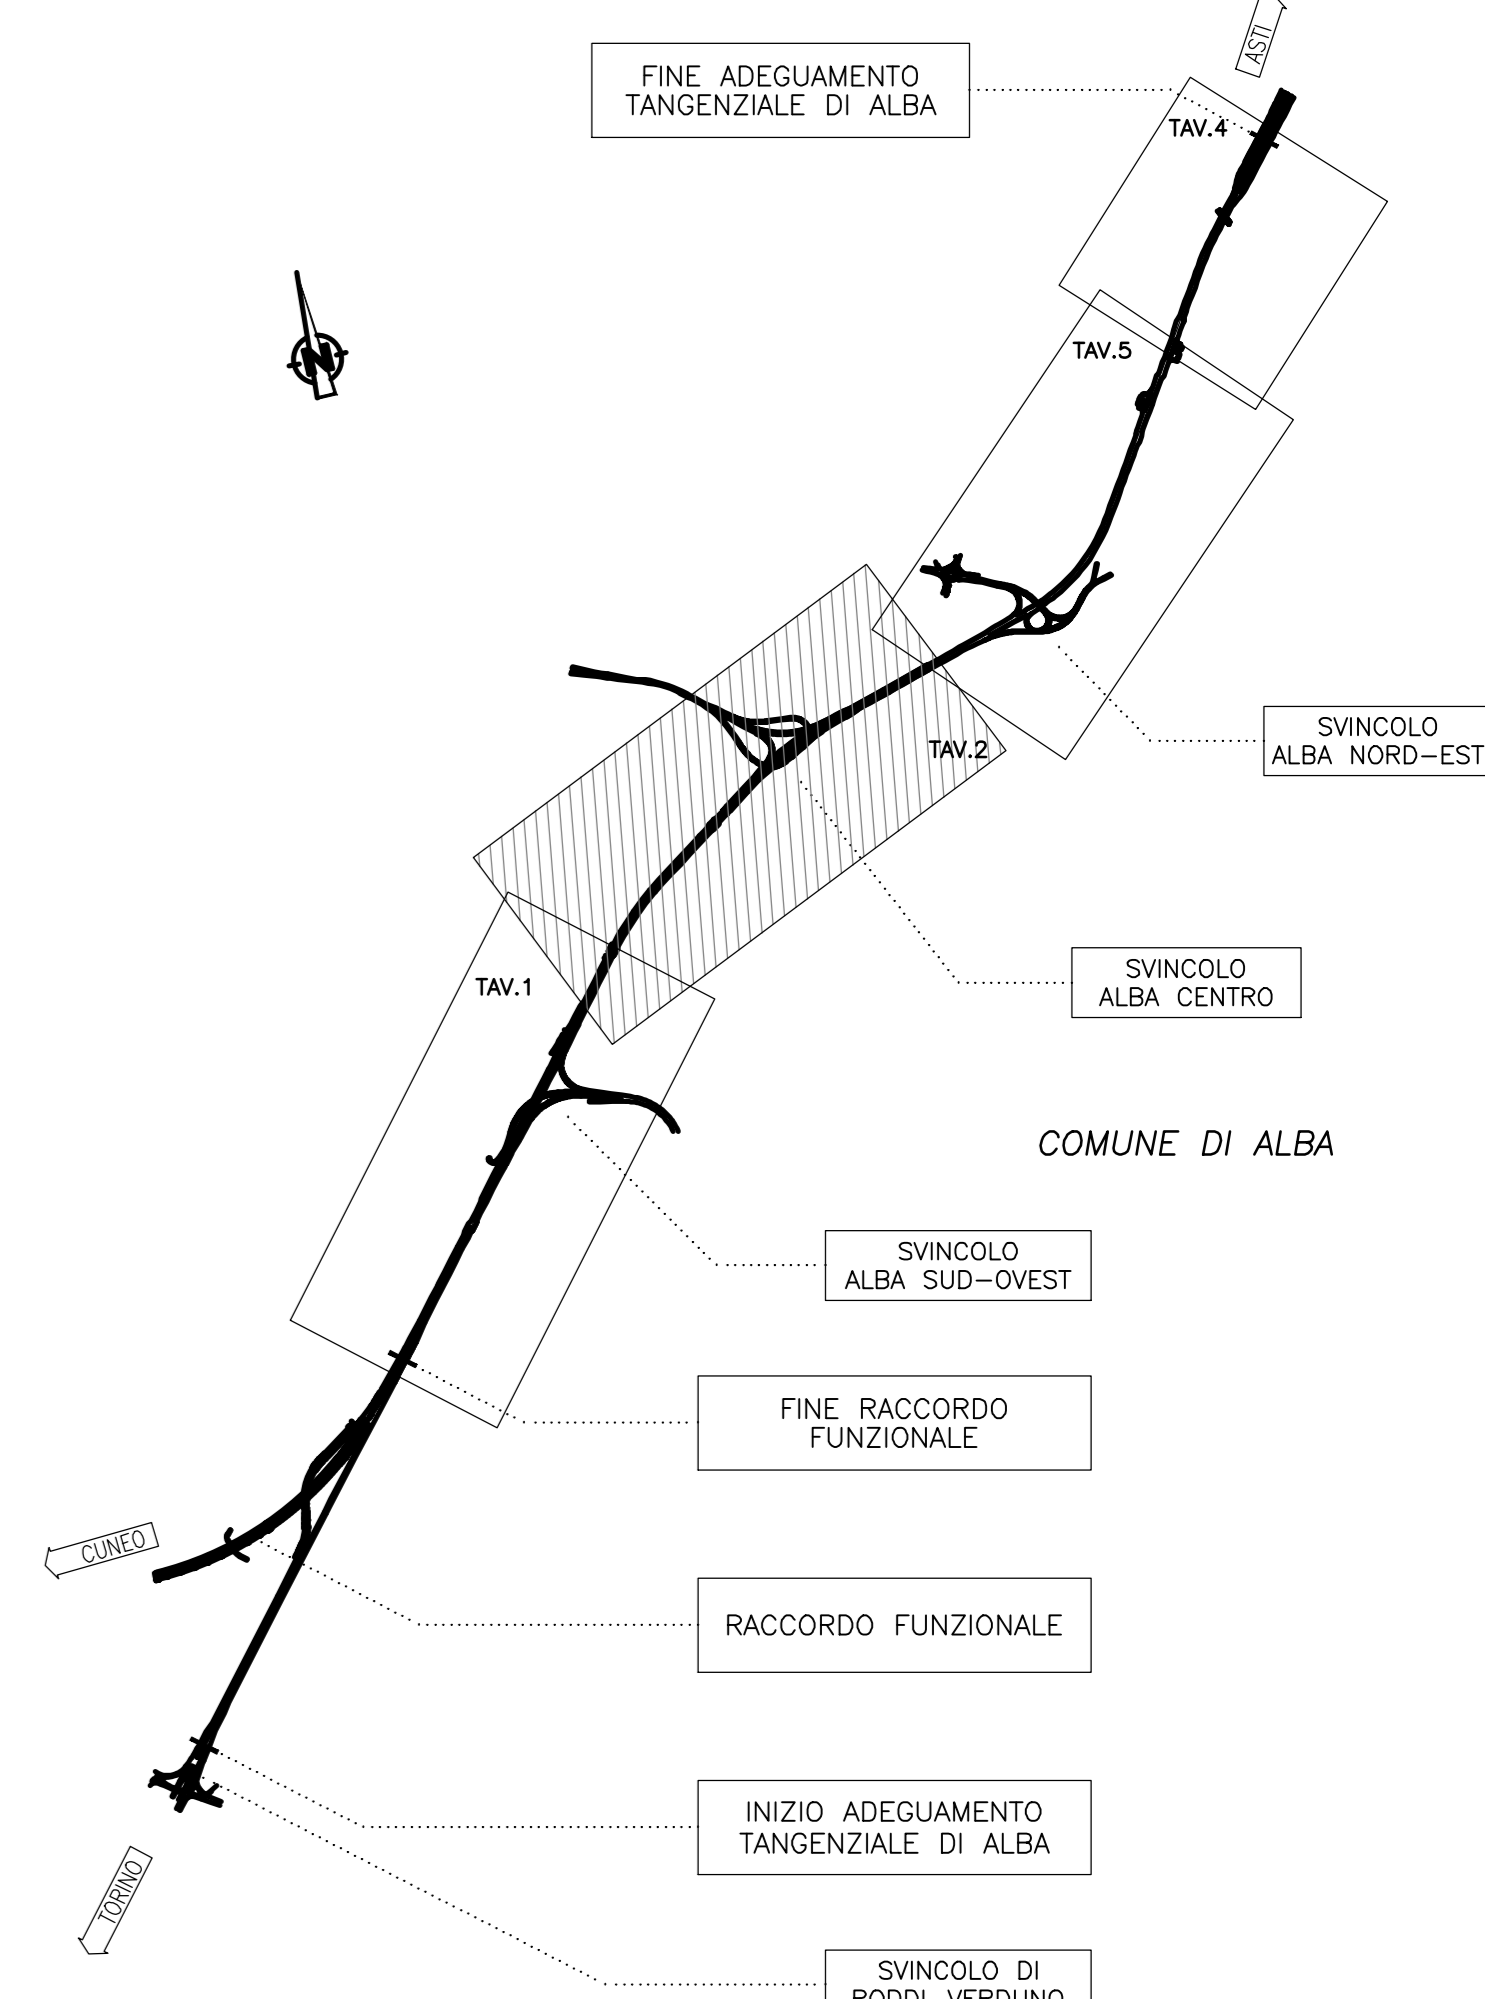 ASTI
FINE ADEGUAMENTO
TANGENZIALE DI ALBA
TAV.4
N
TAV.5
SVINCOLO
ALBA NORD-EST
TAV.2
SVINCOLO
ALBA CENTRO
TAV.1
COMUNE DI ALBA
SVINCOLO
ALBA SUD-OVEST
FINE RACCORDO
FUNZIONALE
CUNEO
RACCORDO FUNZIONALE
INIZIO ADEGUAMENTO
TANGENZIALE DI ALBA
TORINO
SVINCOLO DI
RODDI VERDUNO